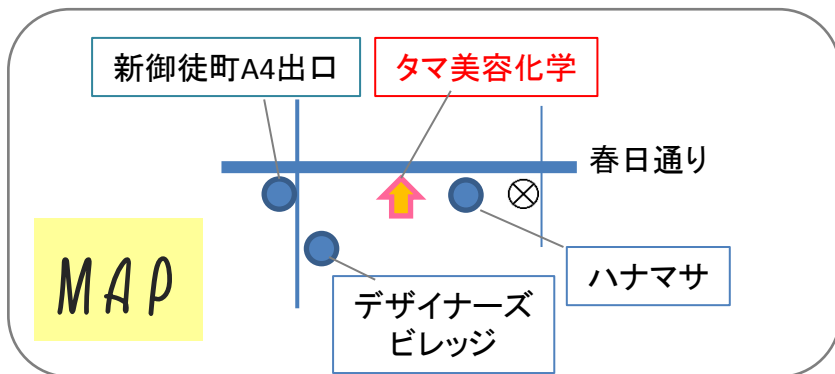 新御徒町A4出口
タマ美容化学
春日通り
MAP
ハナマサ
デザイナーズ
ビレッジ